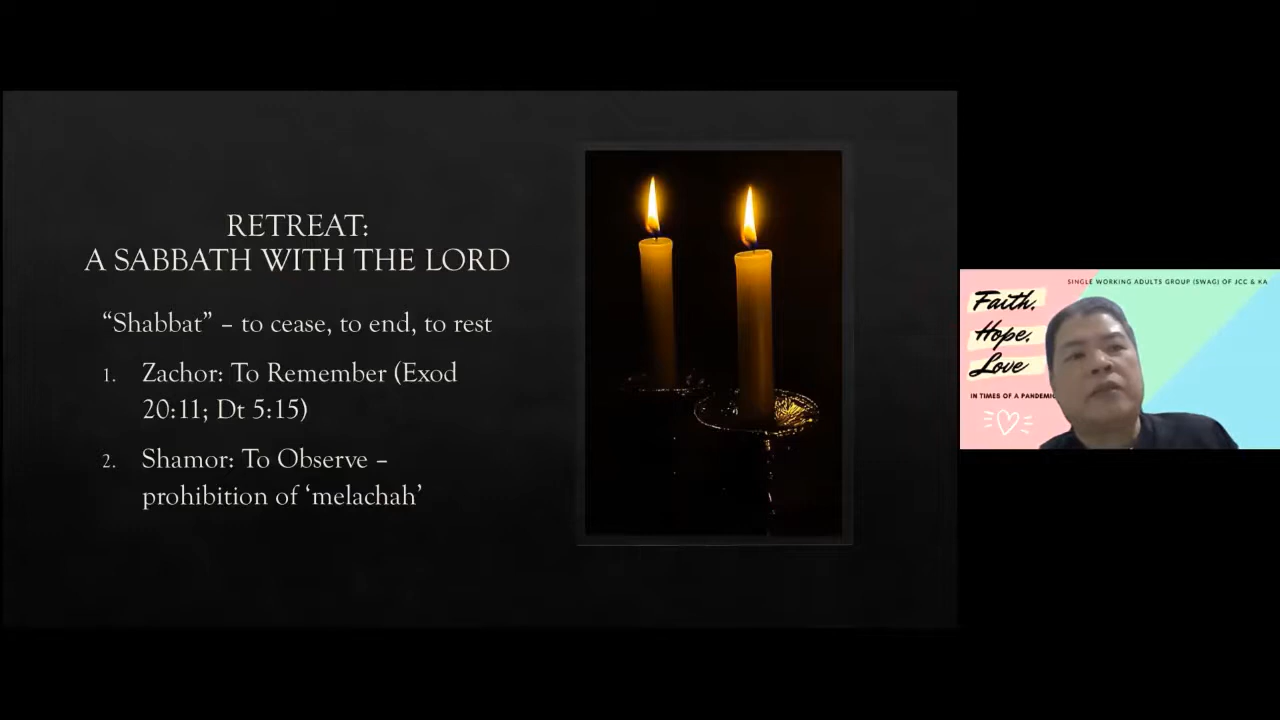 RETREAT:
A SABBATH WITH THE LORD
“Shabbat” – to cease, to end, to rest
1. Zachor: To Remember (Exod
20:11; Dt 5:15)
2. Shamor: To Observe –
prohibition of ‘melachah’
SINGLE WORKING ADULTS GROUP (SWAG) OF JCC & KA
Faith.
Hope.
Love
IN TIMES OF A PANDEMIC